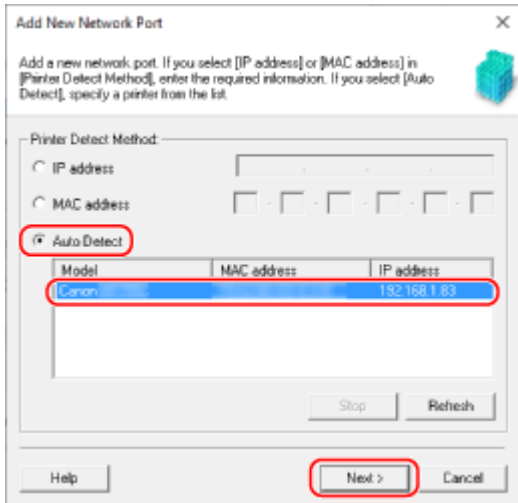 Add New Network Port
Add a new network port. If you select [IP address] or [MAC address] in
[Printer Detect Method], enter the required information. If you select [Auto
Detect], specify a printer from the list.
Printer Detect Method:
IP address
MAC address
Auto Detect
Model MAC address IP address
Canon 192.168.1.83
Stop Refresh
Help Next > Cancel